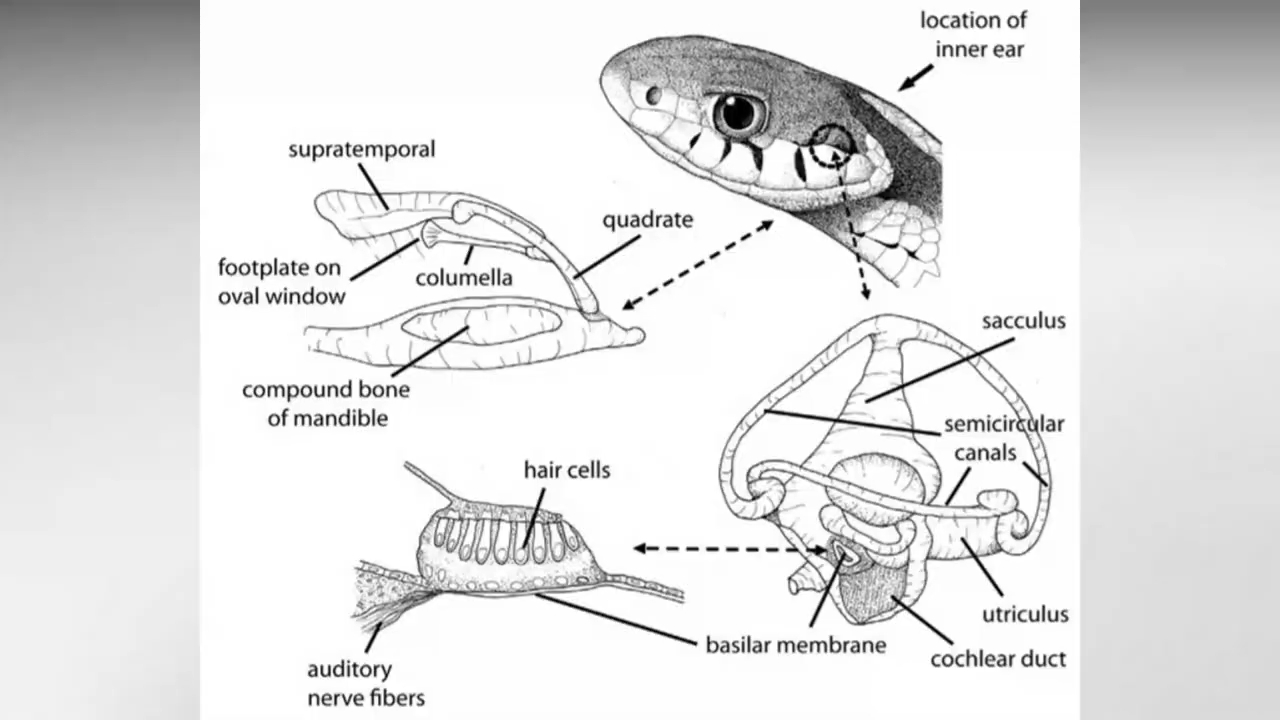 location of
inner ear
supratemporal
quadrate
footplate on
oval window
columella
compound bone
of mandible
sacculus
semicircular
canals
hair cells
utriculus
basilar membrane
cochlear duct
auditory
nerve fibers